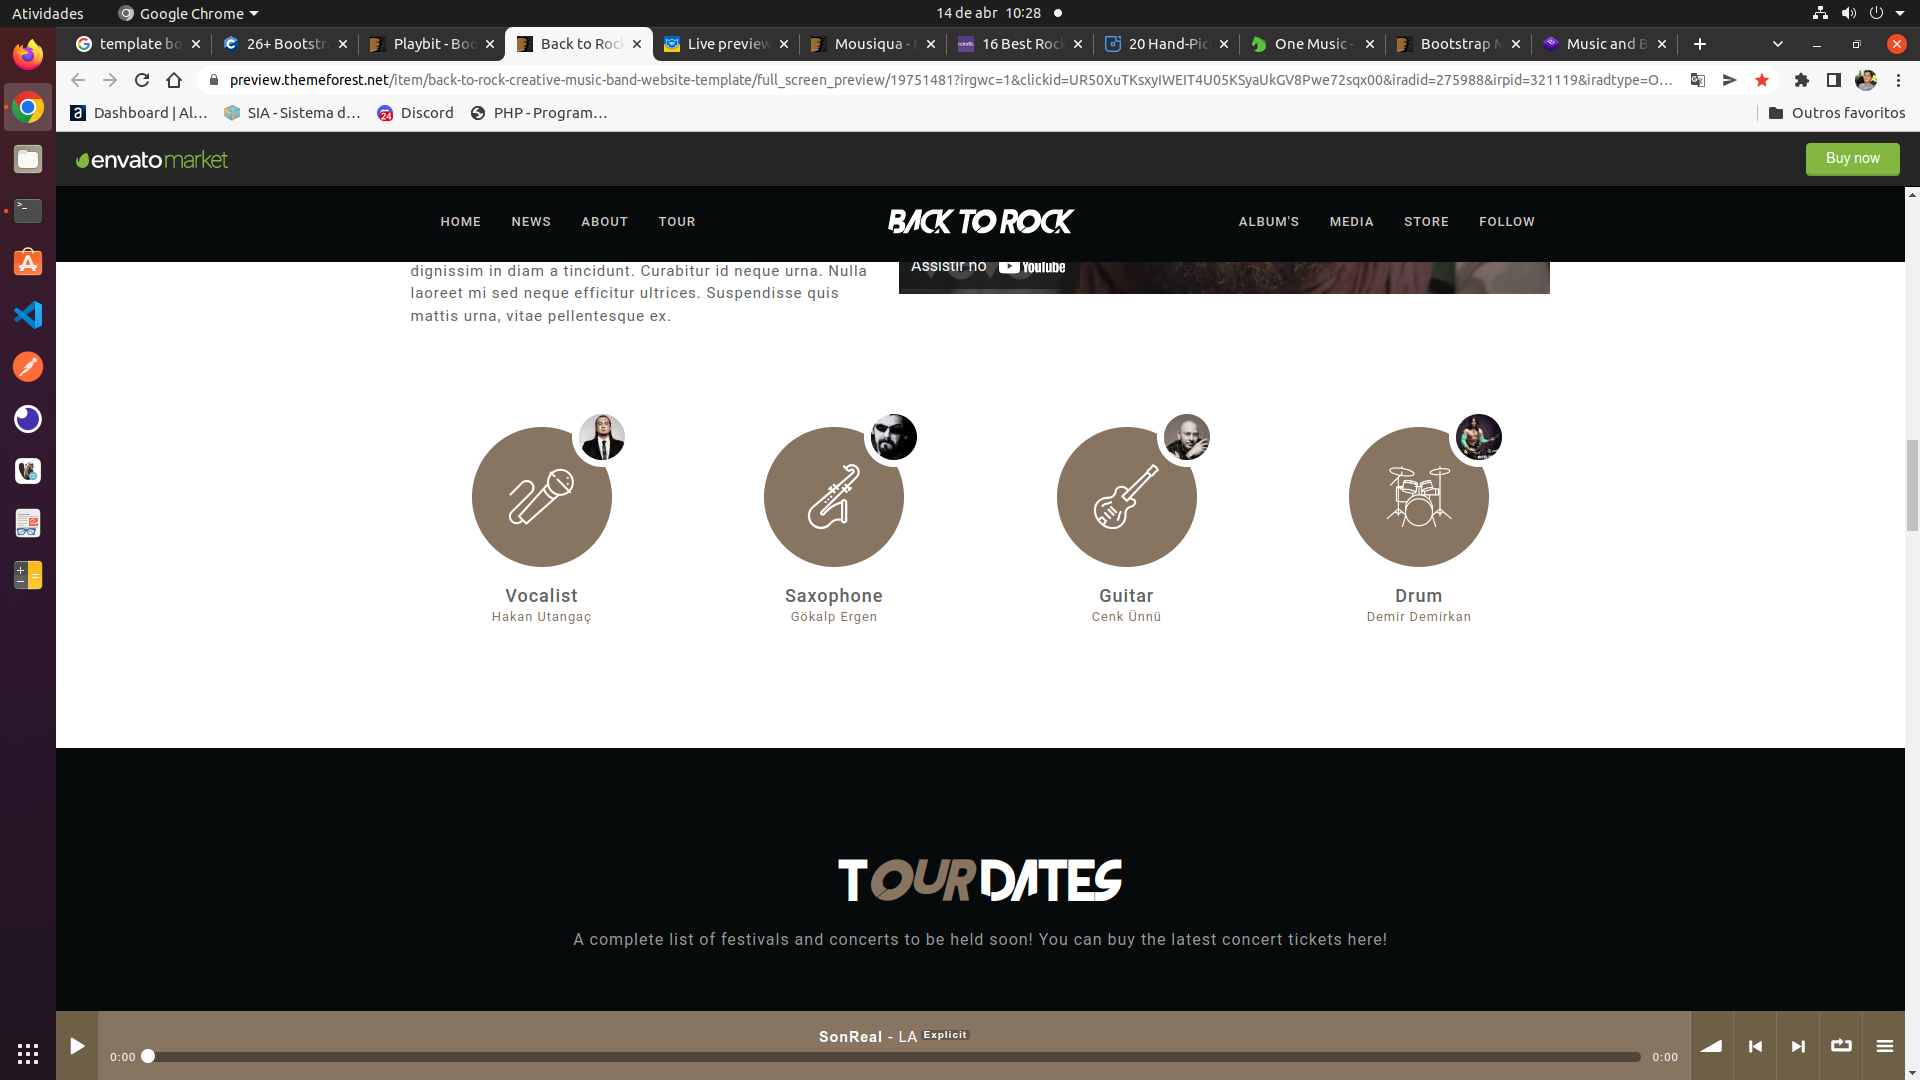 Atividades
Google Chrome
14 de abr 10:28
template bo
26+ Bootstr
Playbit - Boo
Back to Roc
Live preview
Mousiqua -
16 Best Roc
20 Hand-Pic
One Music -
Bootstrap M
Music and B
preview.themeforest.net/item/back-to-rock-creative-music-band-website-template/full_screen_preview/19751481?irgwc=1&clickid=UR50XuTKsxyIWEIT4U05KSyaUkGV8Pwe72sqx00&iradid=275988&irpid=321119&iradtype=O...
Dashboard | Al...
SIA - Sistema d...
24
Discord
PHP - Program...
Outros favoritos
envatomarket
Buy now
HOME
NEWS
ABOUT
TOUR
BACK TO ROCK
ALBUM'S
MEDIA
STORE
FOLLOW
dignissim in diam a tincidunt. Curabitur id neque urna. Nulla
laoreet mi sed neque efficitur ultrices. Suspendisse quis
mattis urna, vitae pellentesque ex.
Assistir no YouTube
Vocalist
Hakan Utangaç
Saxophone
Gökalp Ergen
Guitar
Cenk Ünnü
Drum
Demir Demirkan
TOUR DATES
A complete list of festivals and concerts to be held soon! You can buy the latest concert tickets here!
SonReal - LA Explicit
0:00
0:00